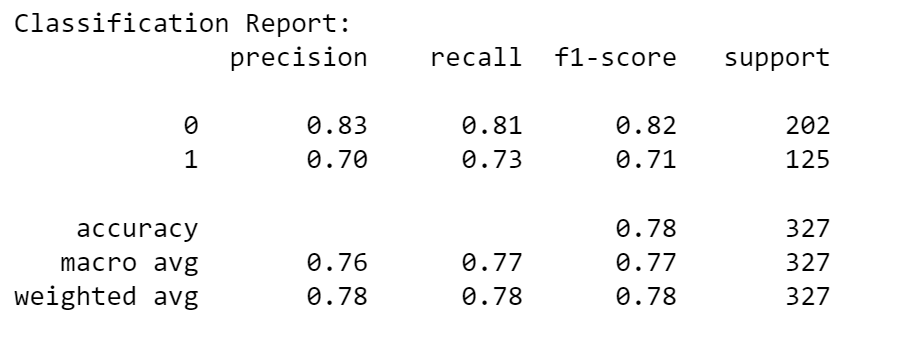 Classification Report:
precision recall f1-score support
0 0.83 0.81 0.82 202
1 0.70 0.73 0.71 125
accuracy 0.78 327
macro avg 0.76 0.77 0.77 327
weighted avg 0.78 0.78 0.78 327